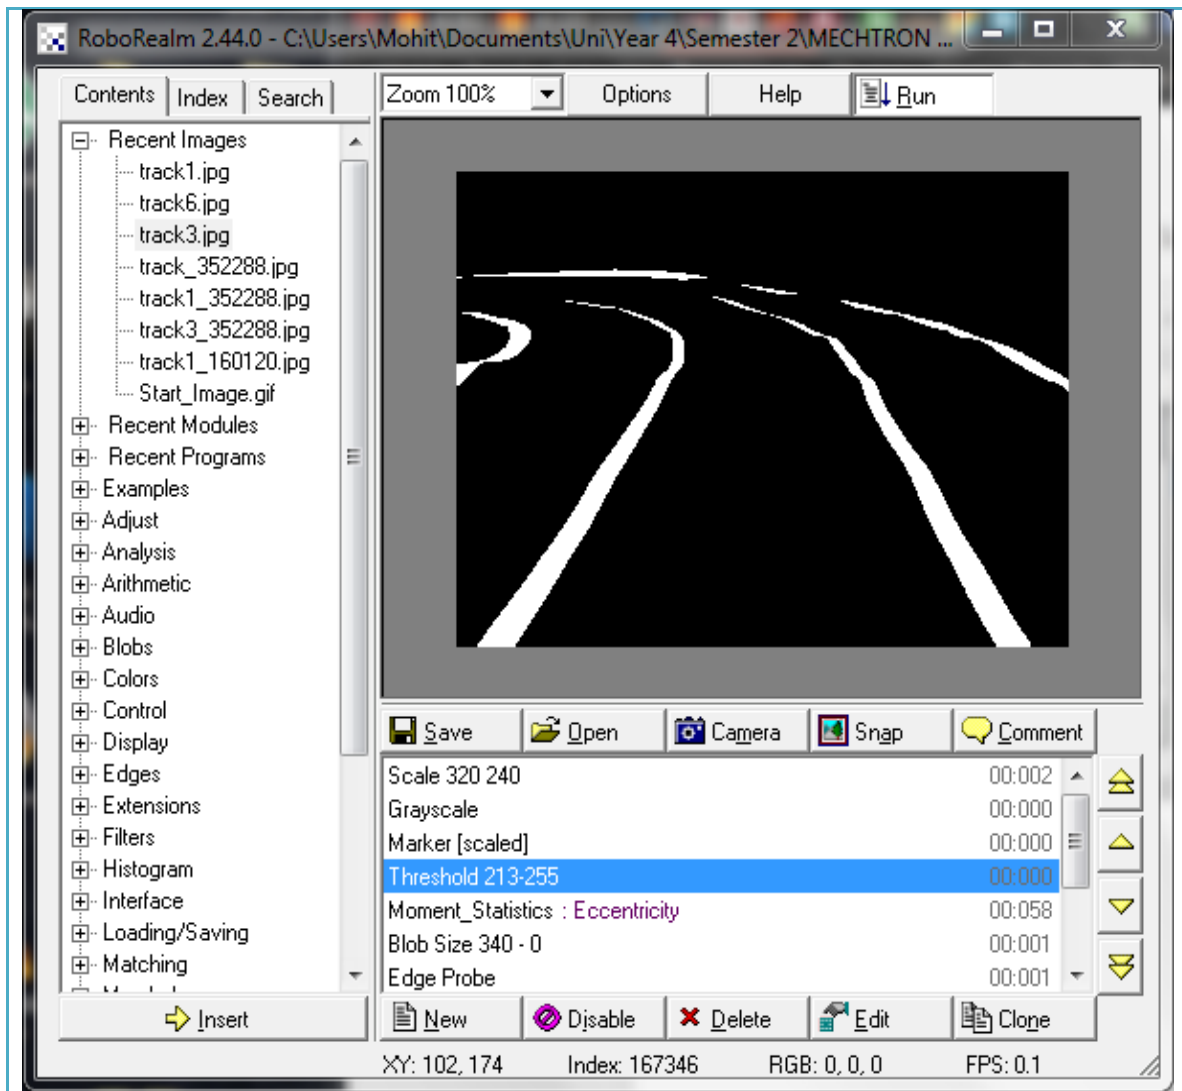 RoboRealm 2.44.0 - C:\Users\Mohit\Documents\Uni\Year 4\Semester 2\MECHTRON ...
Contents Index Search
Zoom 100% Options Help Run
Recent Images
track1.jpg
track6.jpg
track3.jpg
track_352288.jpg
track1_352288.jpg
track3_352288.jpg
track1_160120.jpg
Start_Image.gif
Recent Modules
Recent Programs
Examples
Adjust
Analysis
Arithmetic
Audio
Blobs
Colors
Control
Display
Edges
Extensions
Filters
Histogram
Interface
Loading/Saving
Matching
Insert
Save Open Camera Snap Comment
Scale 320 240 00:002
Grayscale 00:000
Marker [scaled] 00:000
Threshold 213-255 00:000
Moment_Statistics : Eccentricity 00:058
Blob Size 340 - 0 00:001
Edge Probe 00:001
New Disable Delete Edit Clone
XY: 102, 174 Index: 167346 RGB: 0, 0, 0 FPS: 0.1